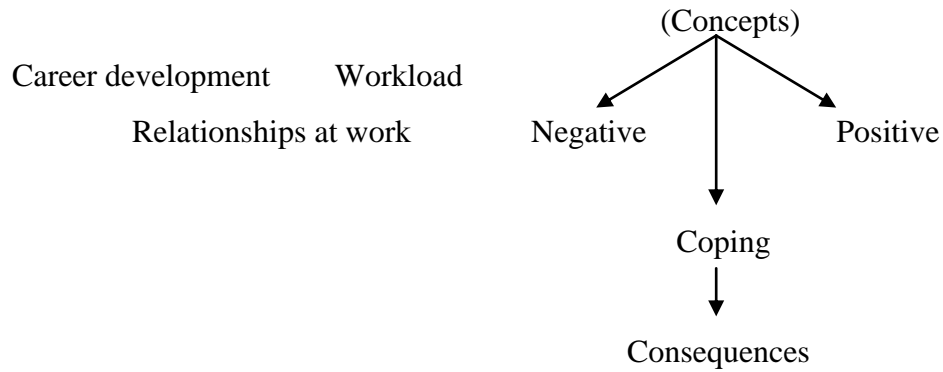 (Concepts)
Career development Workload
Relationships at work Negative Positive
Coping
Consequences